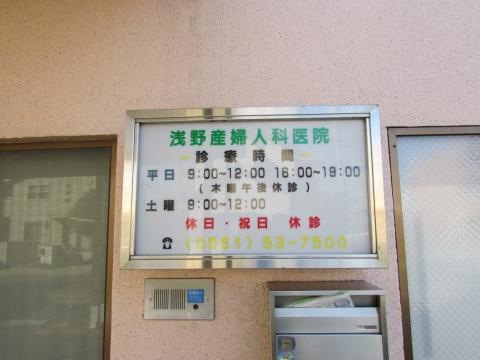 浅野産婦人科医院
診療時間
平日 9:00~12:00 16:00~19:00
(木曜午後休診)
土曜 9:00~12:00
休日・祝日 休診
☎ (0561) 53-7500